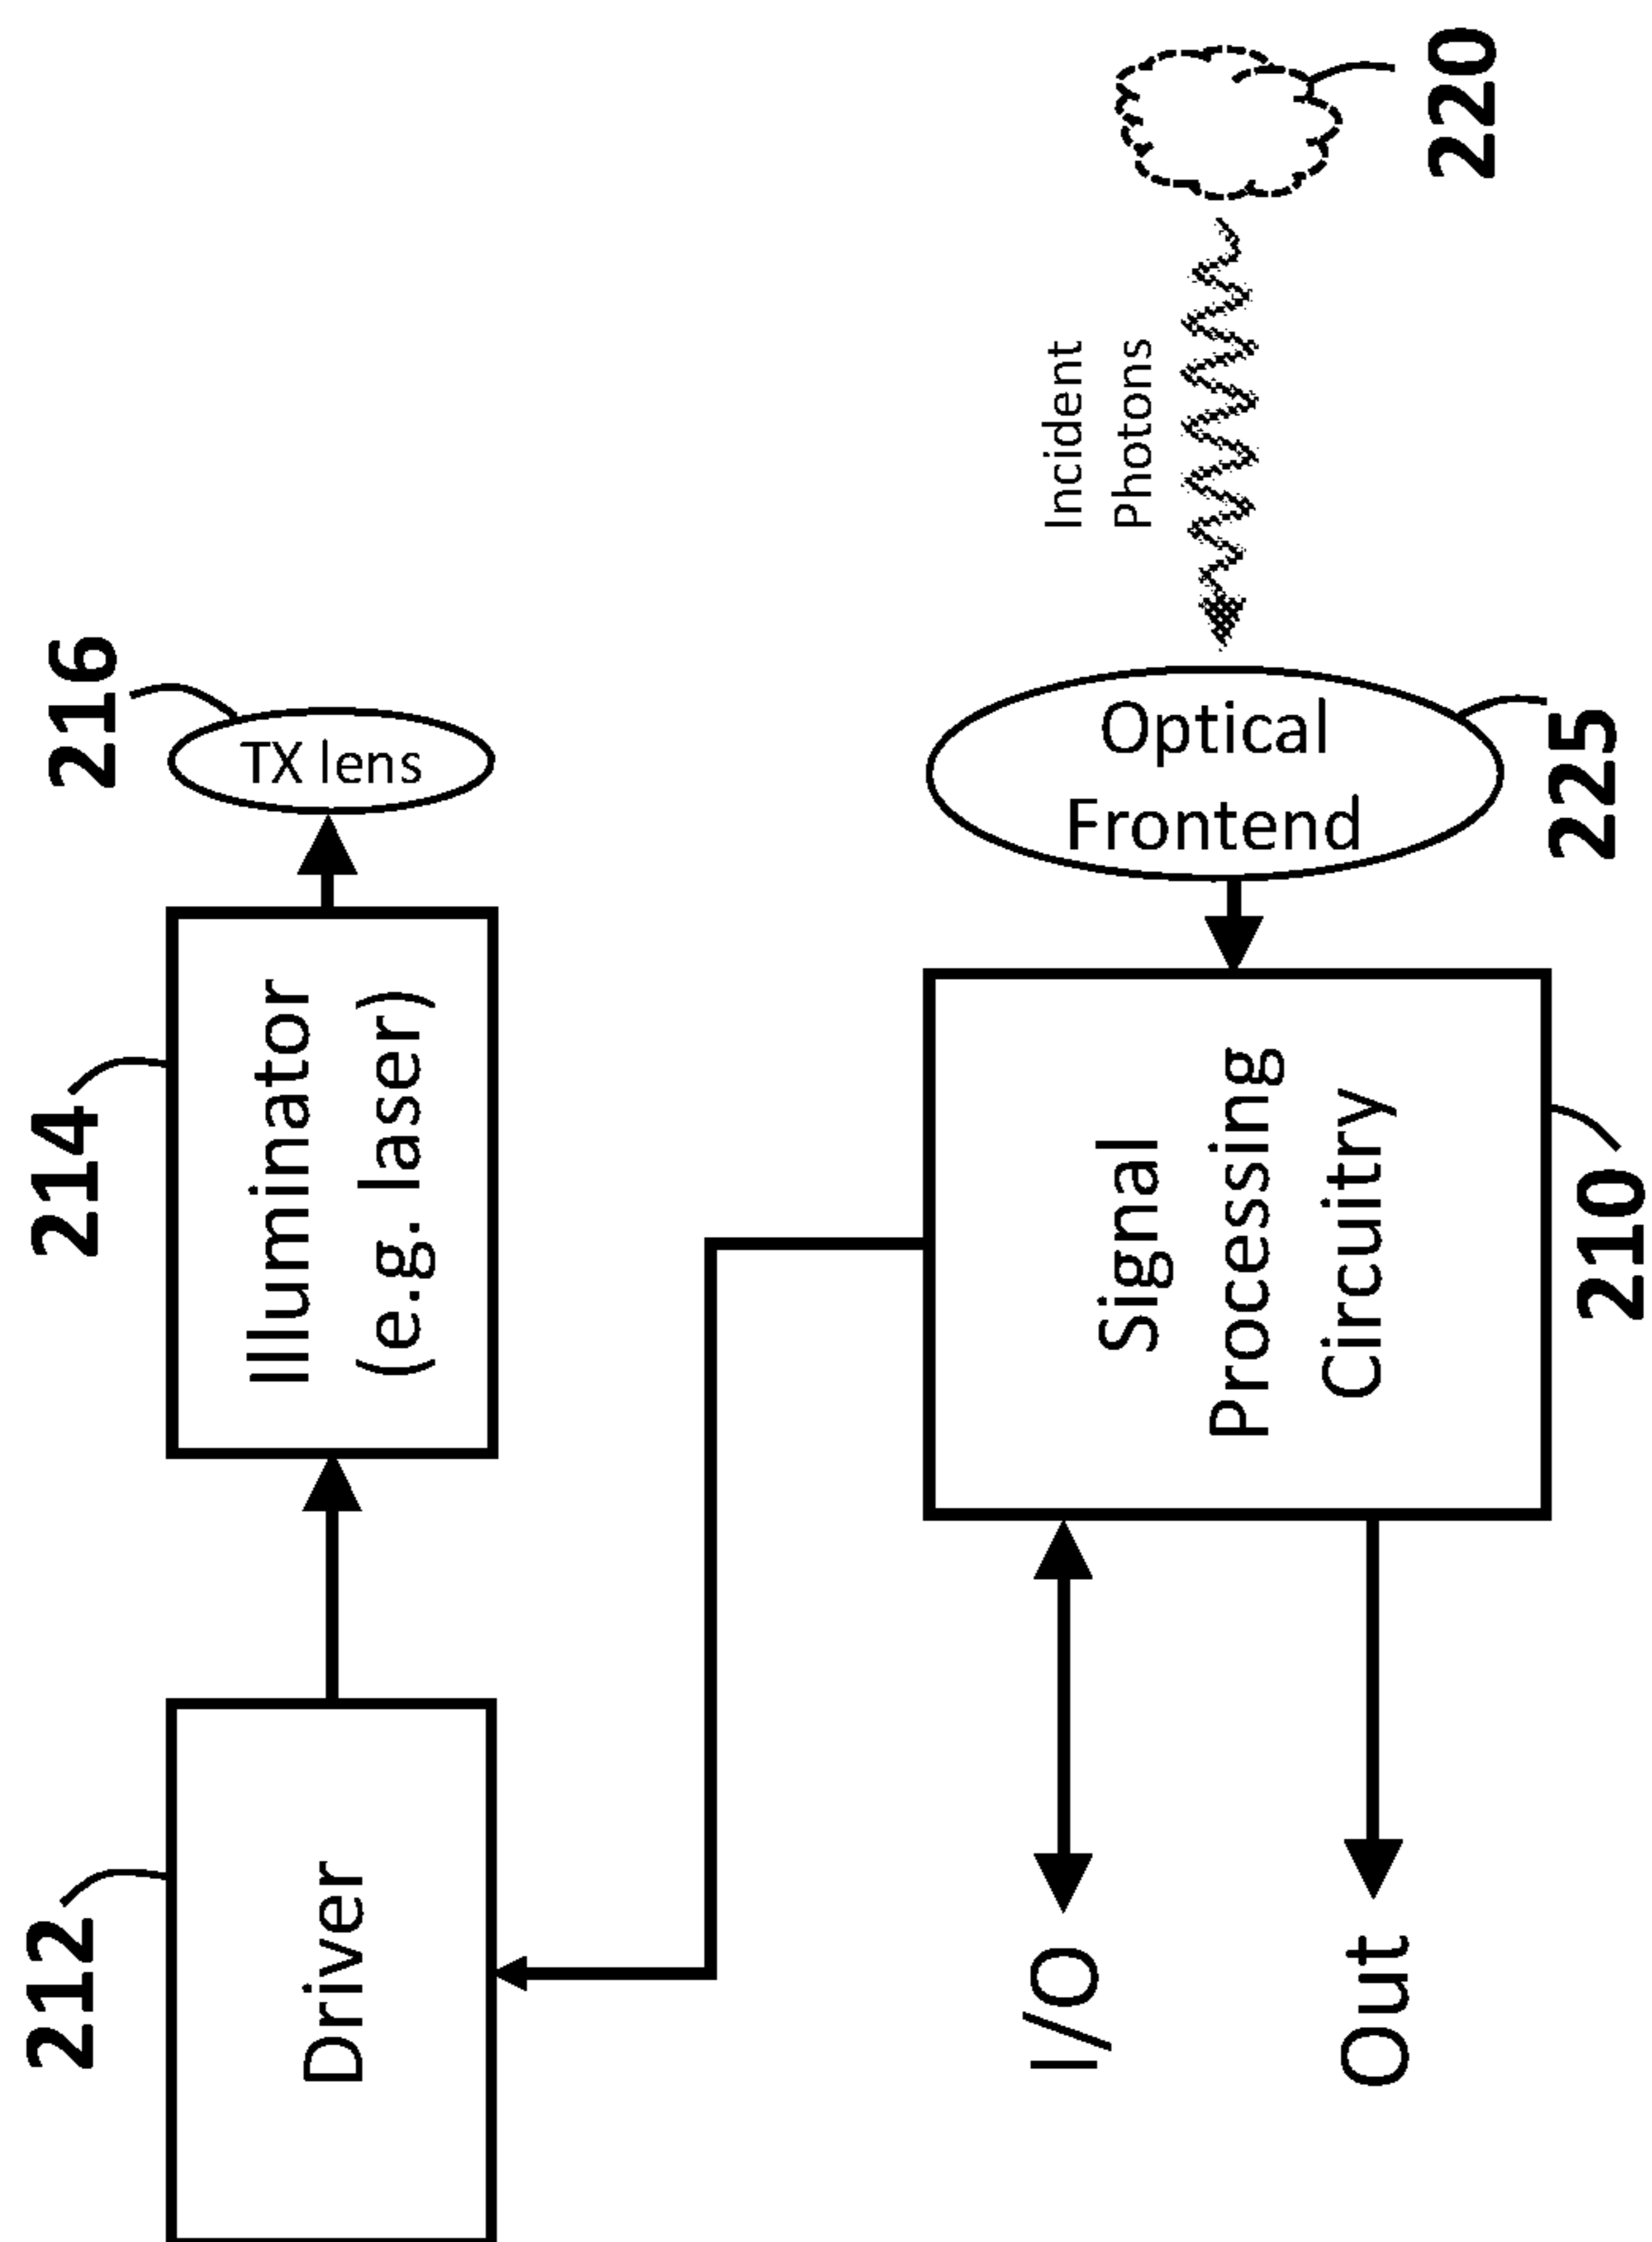 212
Driver
214
Illuminator
(e.g. laser)
216
TX lens
I/O
Out
Signal
Processing
Circuitry
210
Optical
Frontend
225
Incident
Photons
220